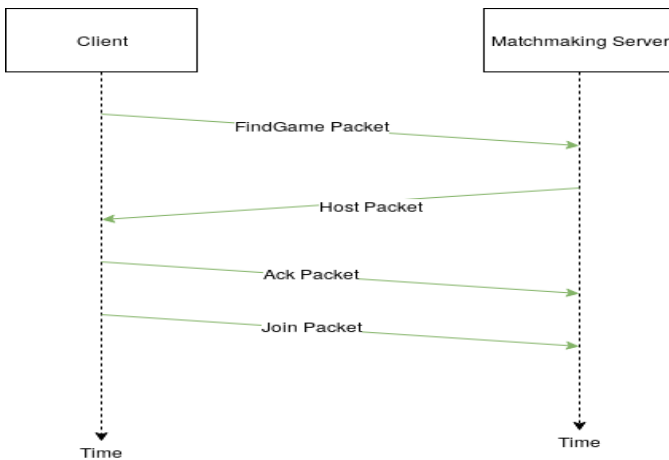 Client
Matchmaking Server
FindGame Packet
Host Packet
Ack Packet
Join Packet
Time
Time